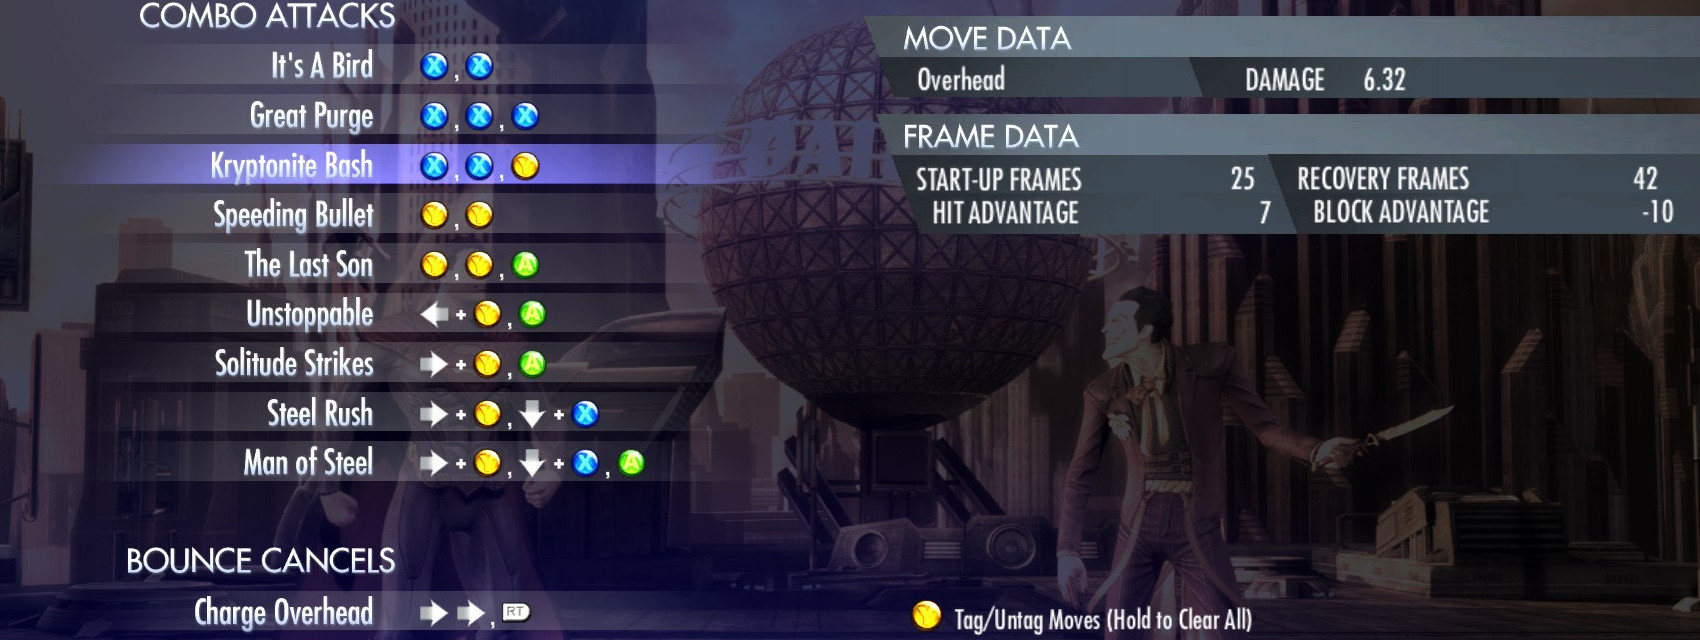 COMBO ATTACKS
It's A Bird X , X
Great Purge X , X , X
Kryptonite Bash X , X , Y
Speeding Bullet Y , Y
The Last Son Y , Y , A
Unstoppable + Y , A
Solitude Strikes + Y , A
Steel Rush + Y , + X
Man of Steel + Y , + X , A
BOUNCE CANCELS
Charge Overhead , RT
MOVE DATA
Overhead DAMAGE 6.32
FRAME DATA
START-UP FRAMES 25 RECOVERY FRAMES 42
HIT ADVANTAGE 7 BLOCK ADVANTAGE -10
Y Tag/Untag Moves (Hold to Clear All)